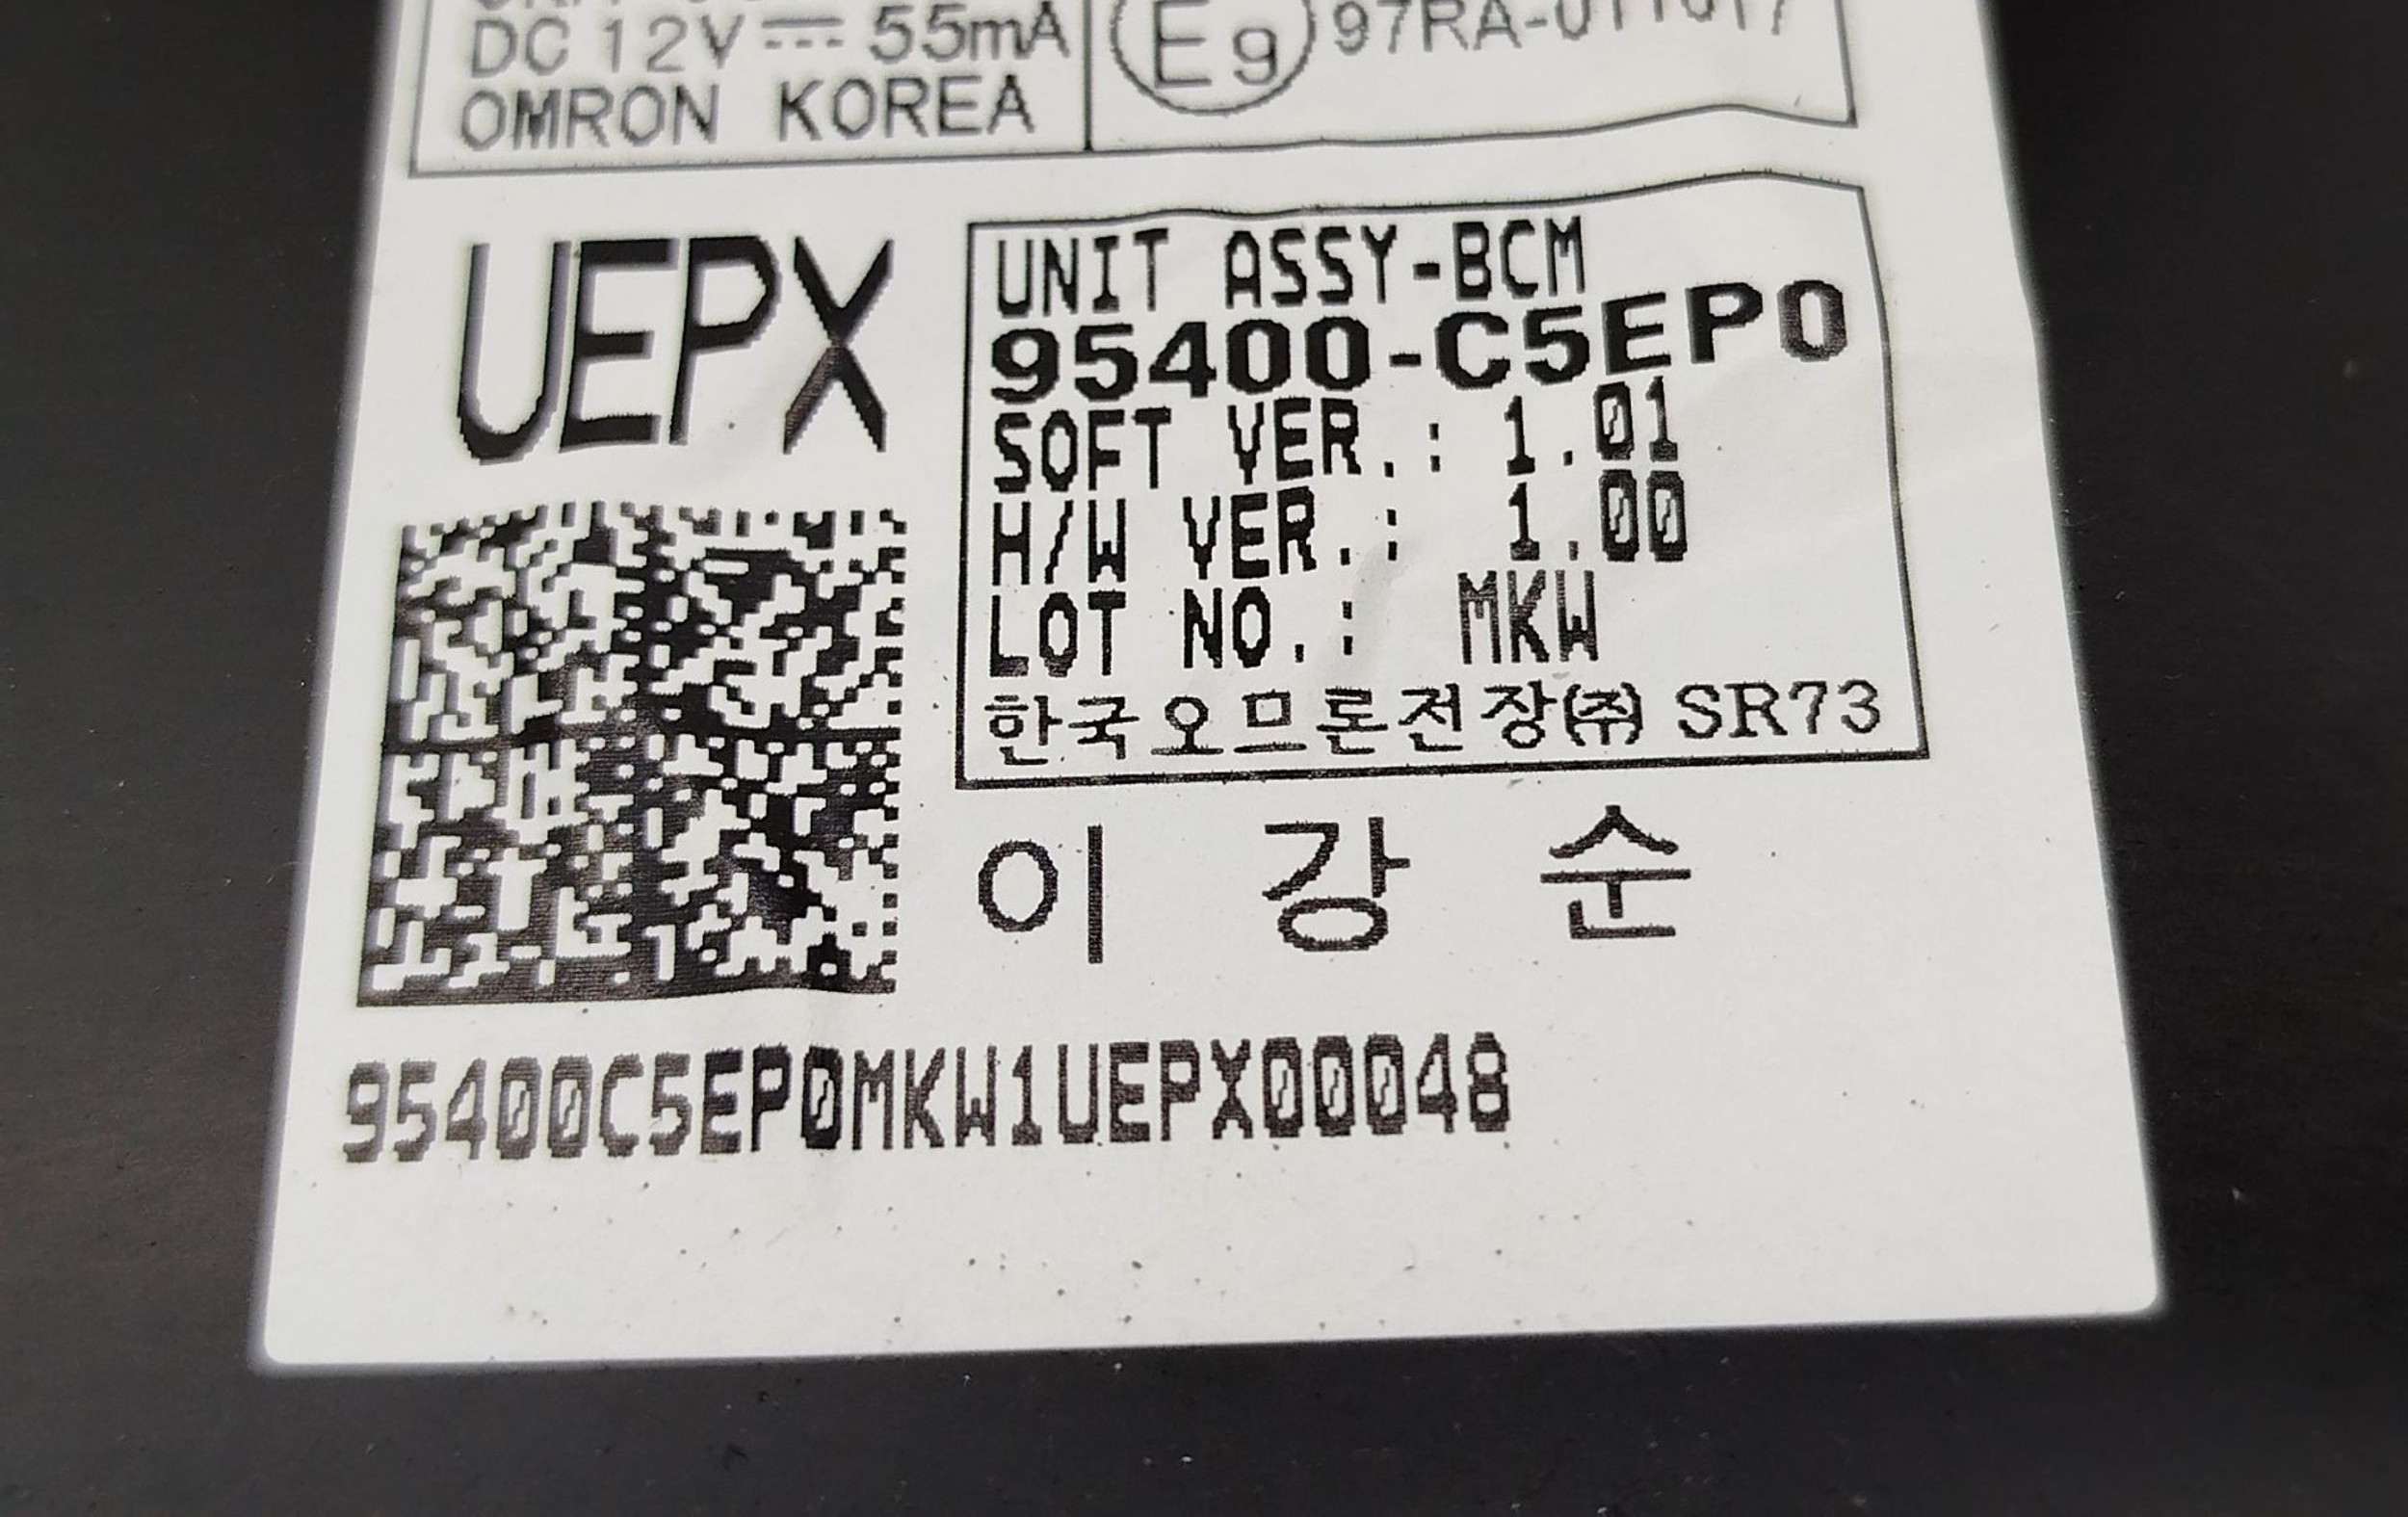 DC 12V ⎓ 55mA
OMRON KOREA
E9
UEPX
UNIT ASSY-BCM
95400-C5EP0
SOFT VER.: 1.01
H/W VER.: 1.00
LOT NO.: MKW
한국오므론전장㈜ SR73
이 강 순
95400C5EP0MKW1UEPX00048